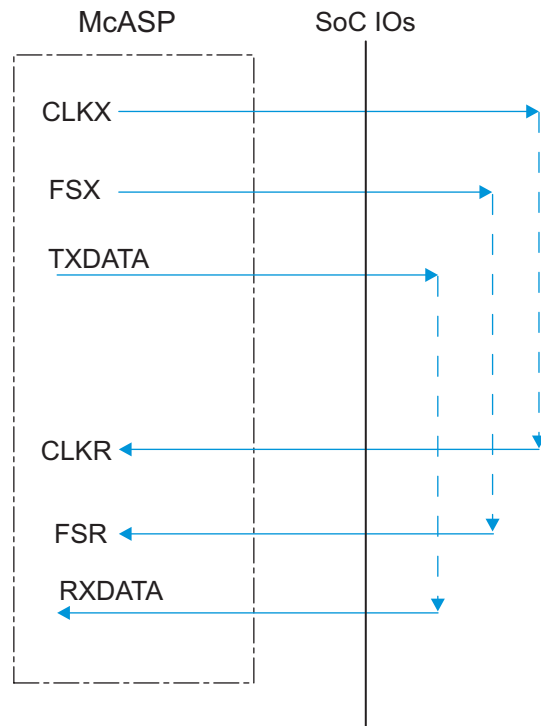 McASP
SoC IOs
CLKX
FSX
TXDATA
CLKR
FSR
RXDATA